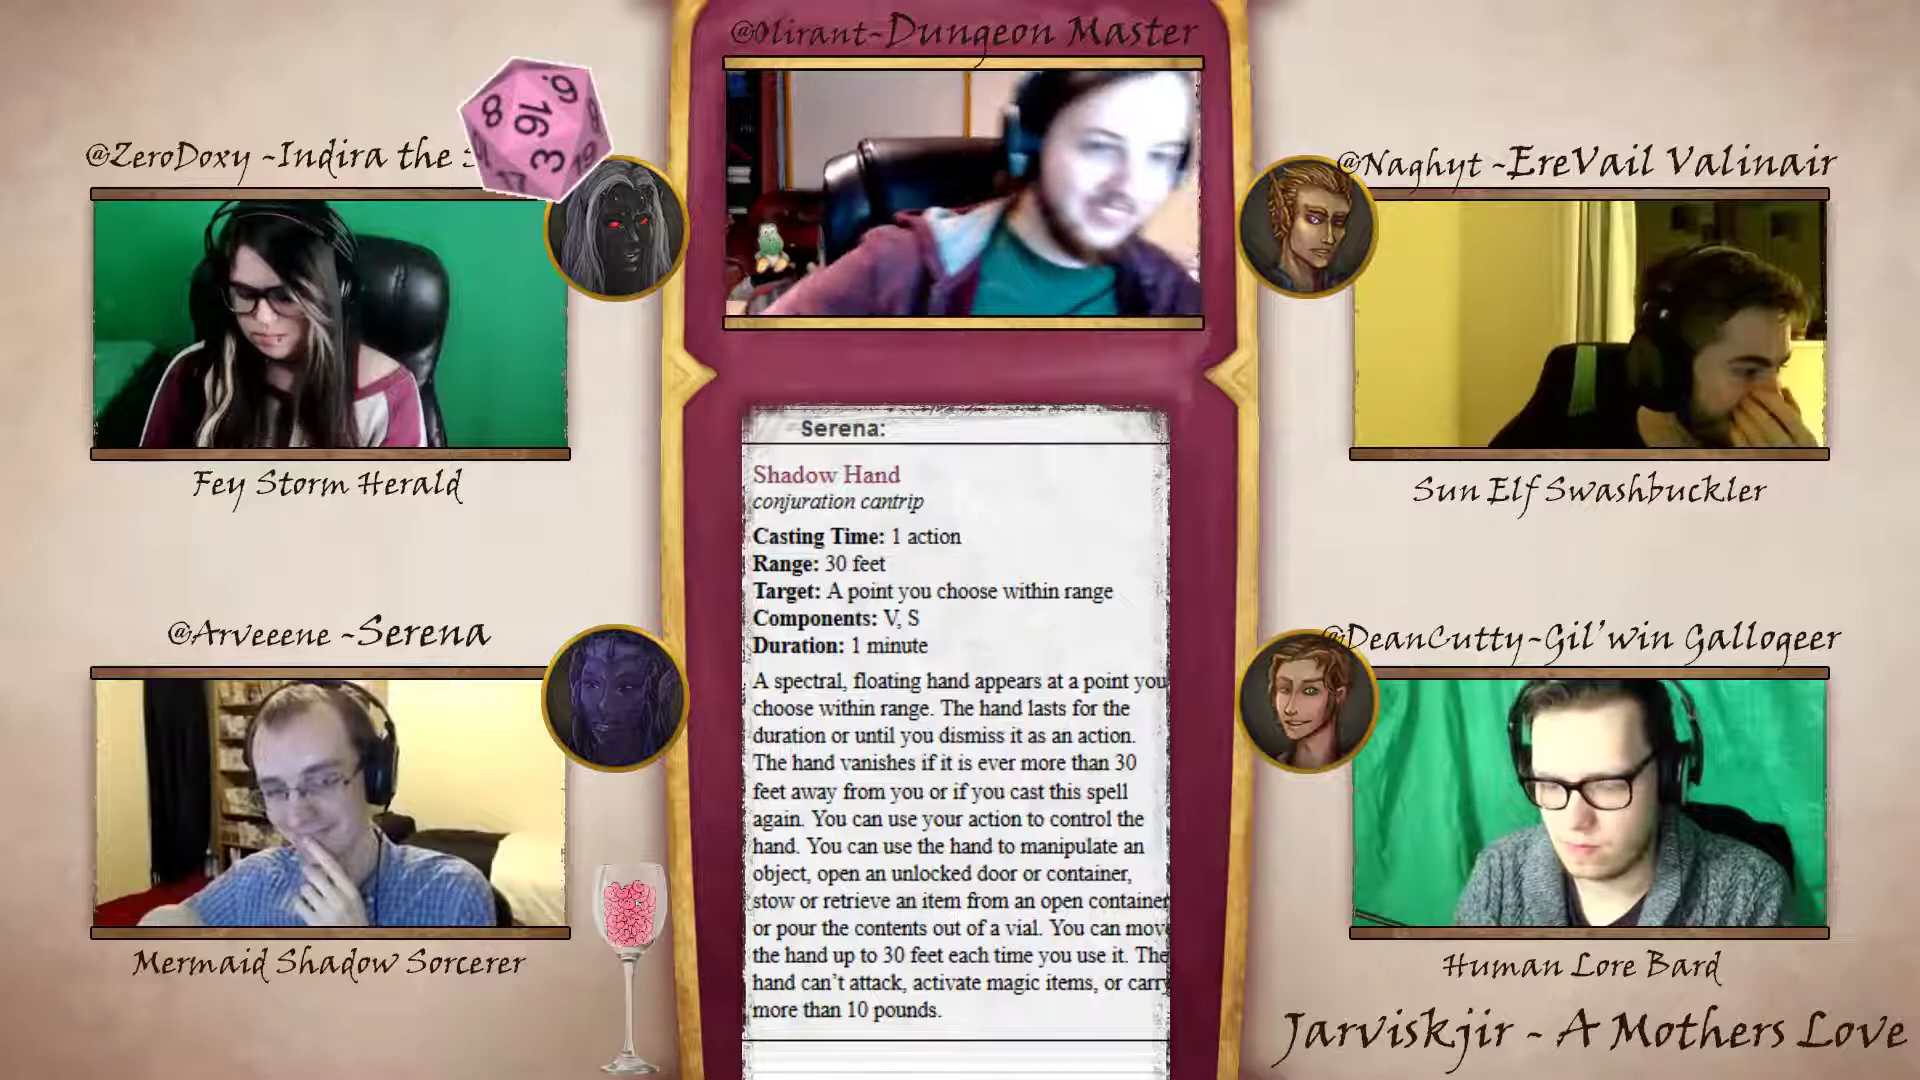 @Olirant-Dungeon Master
@ZeroDoxy -Indira the
8
9
16
3
17
19
@Naghyt -EreVail Valinair
Fey Storm Herald
Sun Elf Swashbuckler
Serena:
Shadow Hand
conjuration cantrip
Casting Time: 1 action
Range: 30 feet
Target: A point you choose within range
Components: V, S
Duration: 1 minute
A spectral, floating hand appears at a point you
choose within range. The hand lasts for the
duration or until you dismiss it as an action.
The hand vanishes if it is ever more than 30
feet away from you or if you cast this spell
again. You can use your action to control the
hand. You can use the hand to manipulate an
object, open an unlocked door or container,
stow or retrieve an item from an open container
or pour the contents out of a vial. You can move
the hand up to 30 feet each time you use it. The
hand can't attack, activate magic items, or carry
more than 10 pounds.
@Arveeene -Serena
@DeanCutty-Gil'win Gallogeer
Mermaid Shadow Sorcerer
Human Lore Bard
Jarviskjir - A Mothers Love